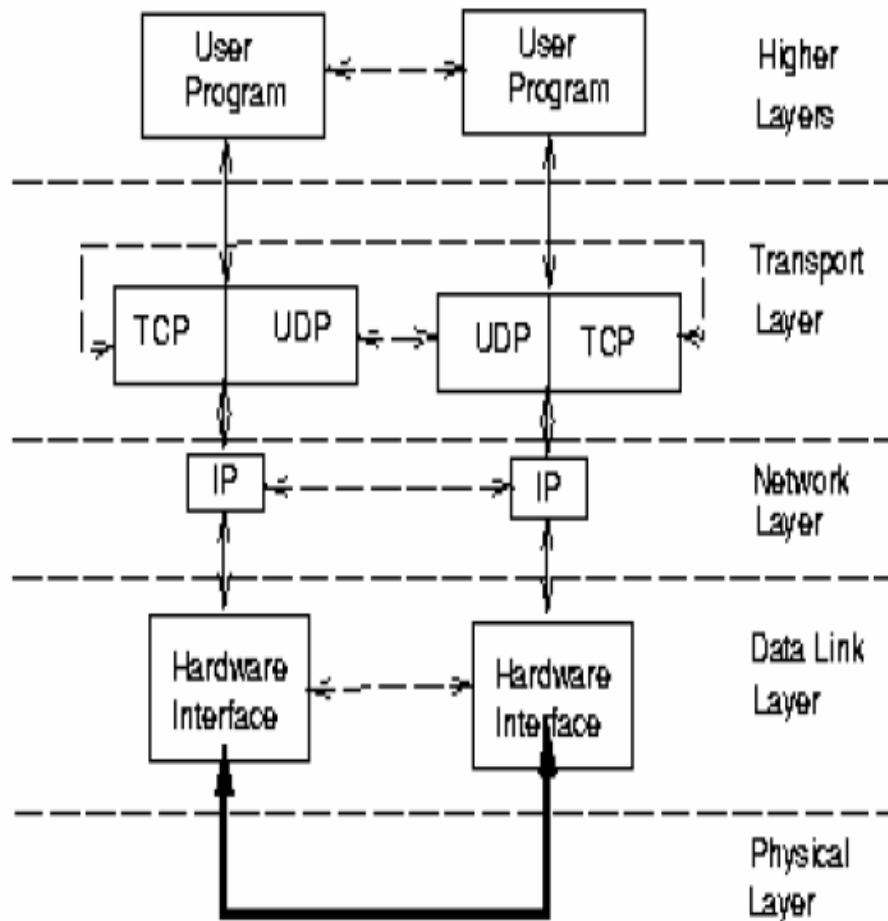 User
Program
User
Program
Higher
Layers
Transport
Layer
TCP
UDP
UDP
TCP
IP
IP
Network
Layer
Hardware
Interface
Hardware
Interface
Data Link
Layer
Physical
Layer